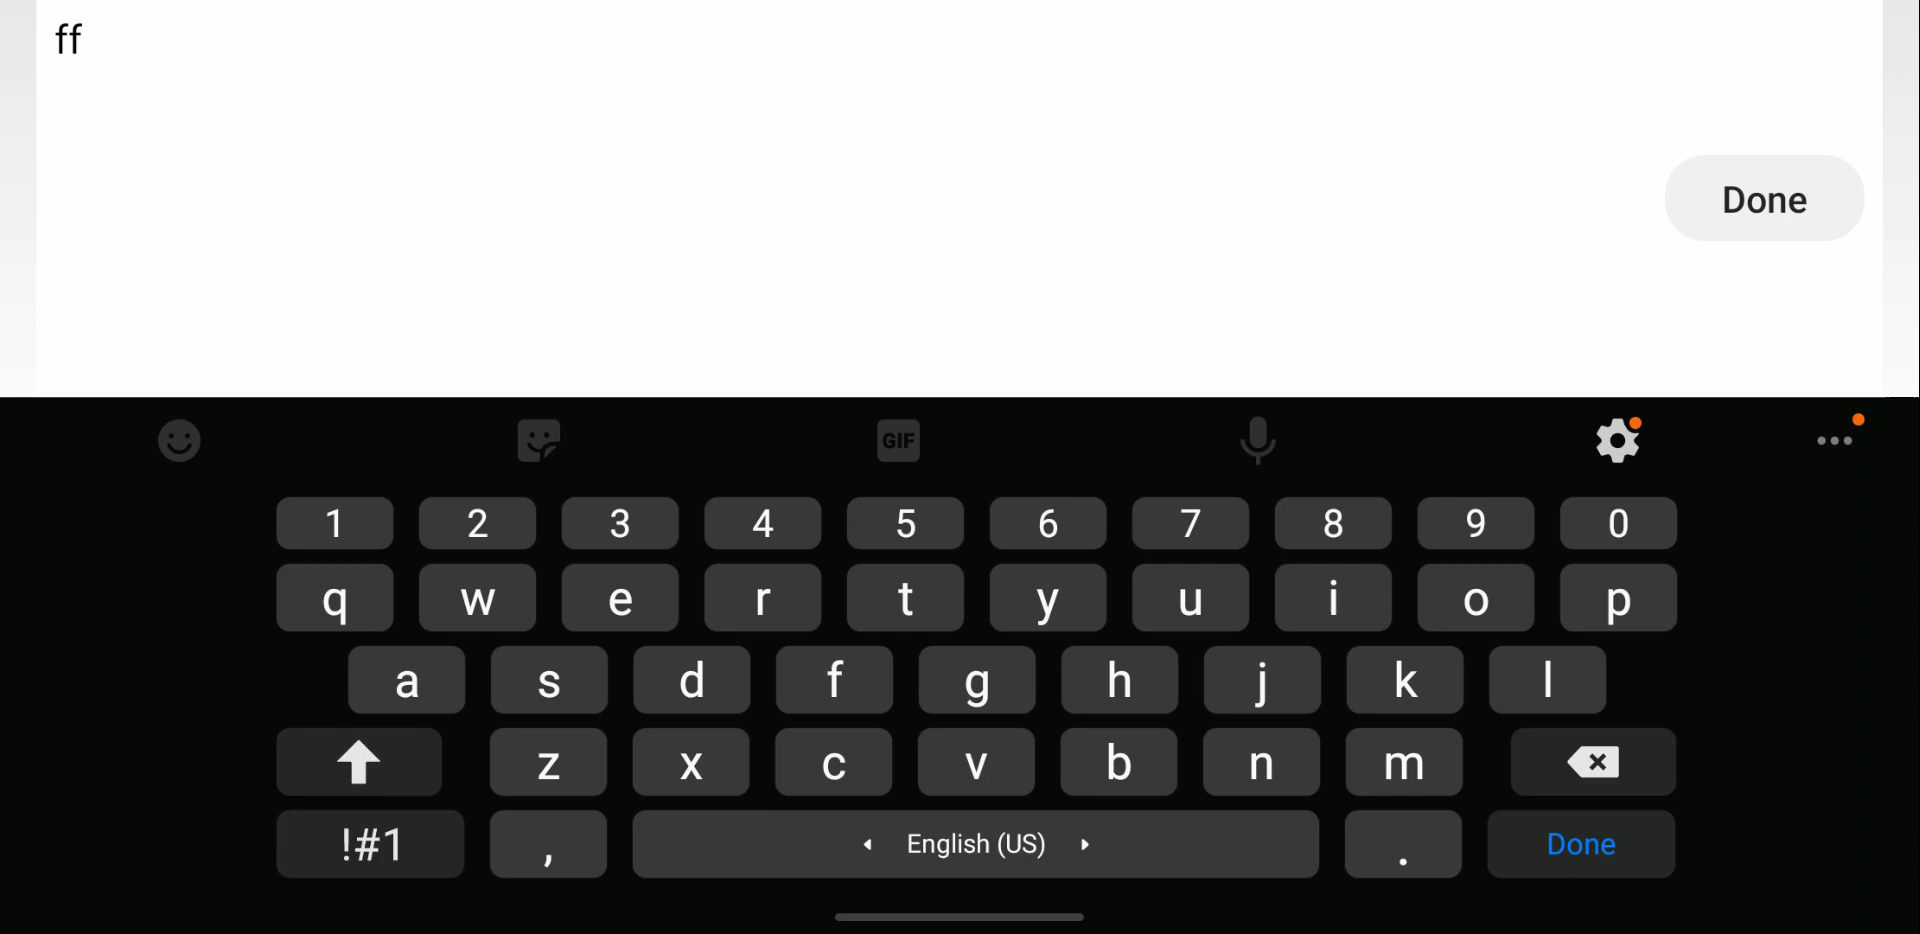 ff
Done
GIF
1 2 3 4 5 6 7 8 9 0
q w e r t y u i o p
a s d f g h j k l
z x c v b n m
!#1 , English (US) . Done